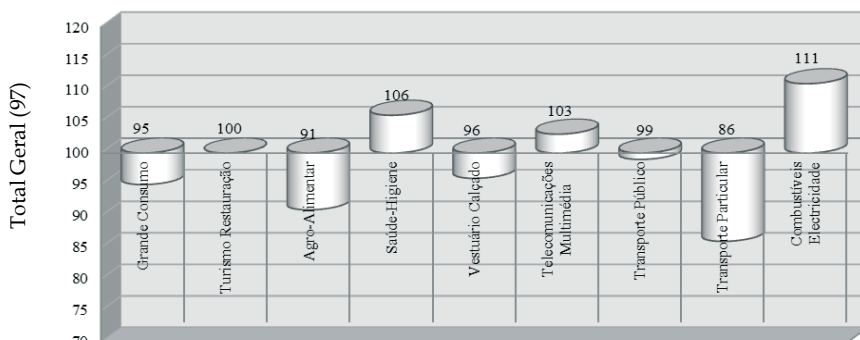 Total Geral (97)
120
115
110
105
100
95
90
85
80
75
70
95
100
91
106
96
103
99
86
111
Grande Consumo
Turismo Restauração
Agro-Alimentar
Saúde-Higiene
Vestuário Calçado
Telecomunicações
Multimédia
Transporte Público
Transporte Particular
Combustíveis
Electricidade